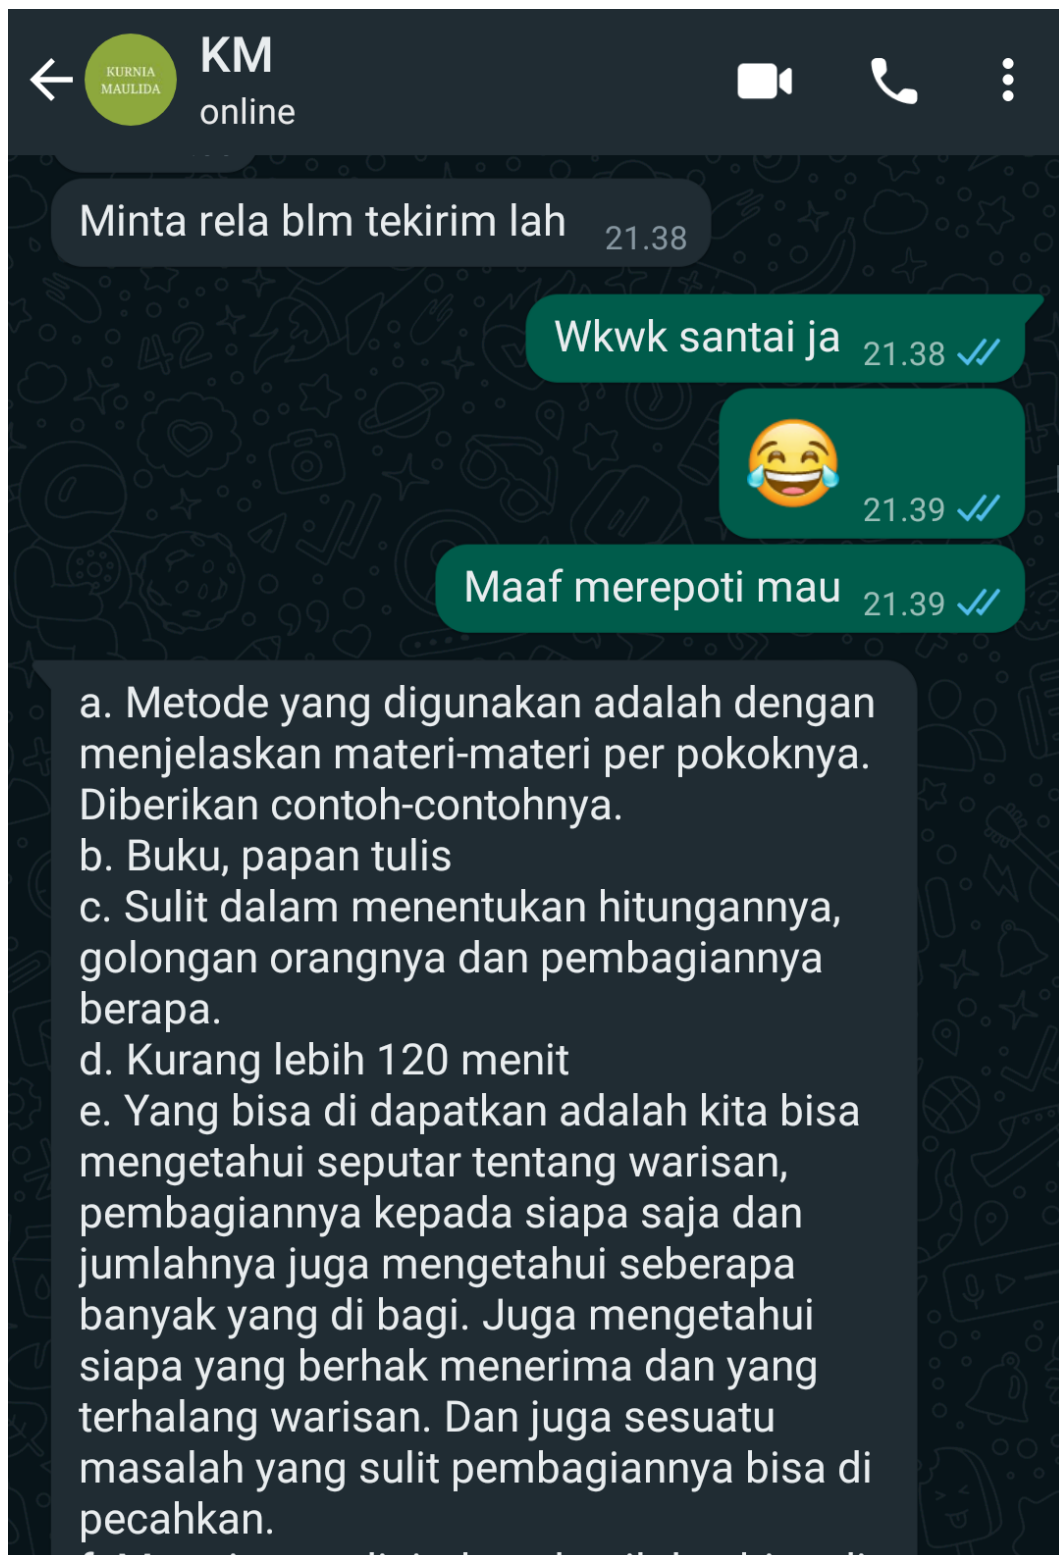 KURNIA
MAULIDA
KM
online
Minta rela blm tekirim lah 21.38
Wkwk santai ja 21.38
😂 21.39
Maaf merepoti mau 21.39
a. Metode yang digunakan adalah dengan
menjelaskan materi-materi per pokoknya.
Diberikan contoh-contohnya.
b. Buku, papan tulis
c. Sulit dalam menentukan hitungannya,
golongan orangnya dan pembagiannya
berapa.
d. Kurang lebih 120 menit
e. Yang bisa di dapatkan adalah kita bisa
mengetahui seputar tentang warisan,
pembagiannya kepada siapa saja dan
jumlahnya juga mengetahui seberapa
banyak yang di bagi. Juga mengetahui
siapa yang berhak menerima dan yang
terhalang warisan. Dan juga sesuatu
masalah yang sulit pembagiannya bisa di
pecahkan.